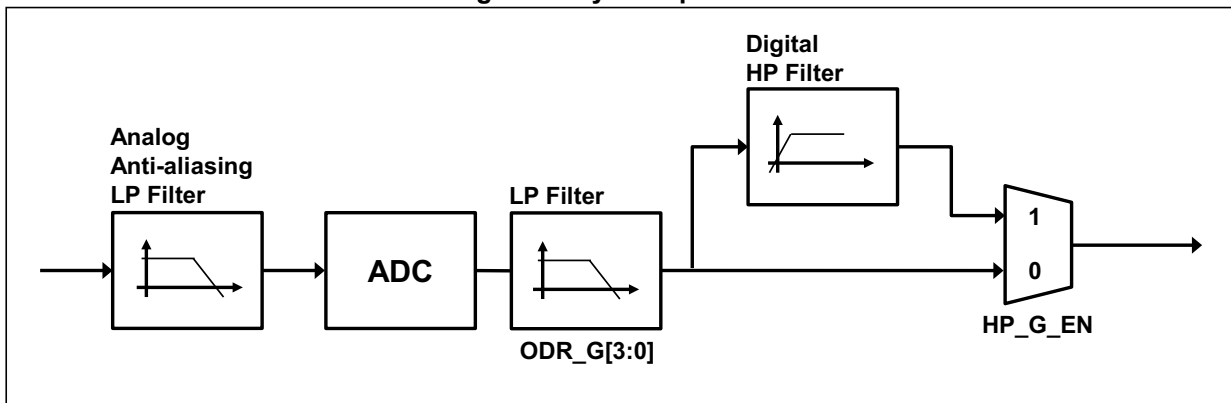 Digital
HP Filter
Analog
Anti-aliasing
LP Filter
LP Filter
ADC
1
0
HP_G_EN
ODR_G[3:0]